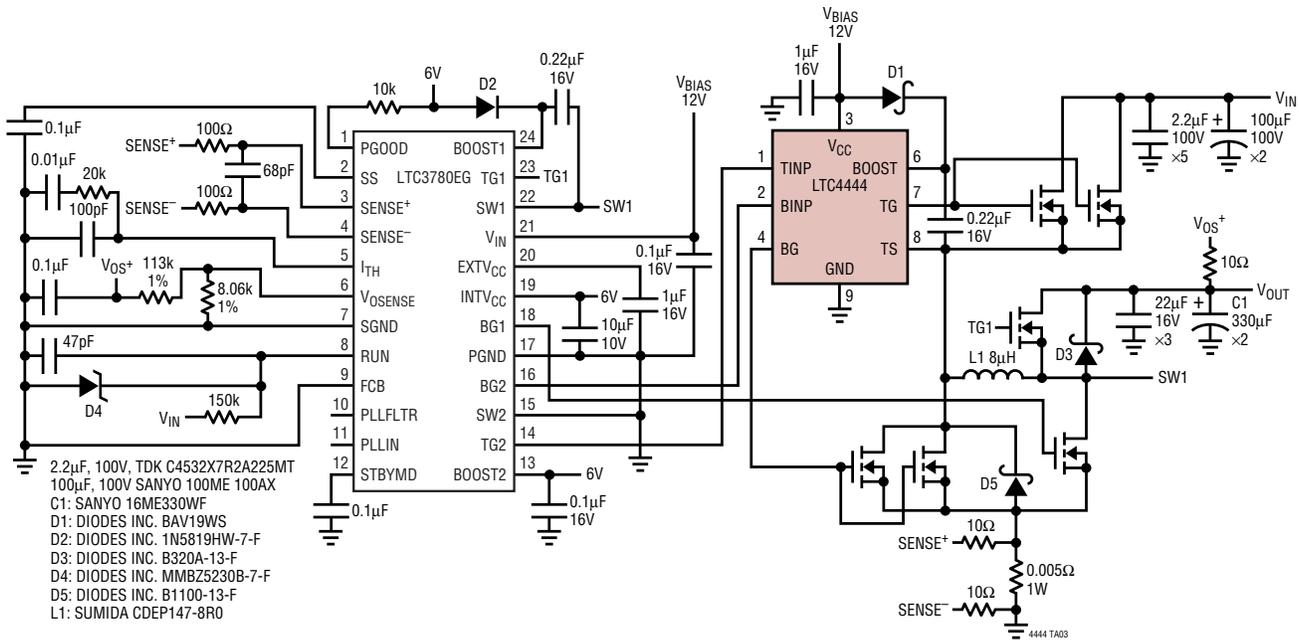 V_BIAS
12V
1µF
16V
D1
0.22µF
16V
6V
D2
10k
V_BIAS
12V
0.1µF
SENSE⁺
100Ω
68pF
SENSE⁻
100Ω
0.01µF
20k
100pF
0.1µF
V_OS⁺
113k
1%
8.06k
1%
47pF
D4
V_IN
150k
0.1µF
LTC3780EG
1
PGOOD
2
SS
3
SENSE⁺
4
SENSE⁻
5
I_TH
6
V_OSENSE
7
SGND
8
RUN
9
FCB
10
PLLFLTR
11
PLLIN
12
STBYMD
24
BOOST1
23
TG1
TG1
22
SW1
SW1
21
V_IN
20
EXTV_CC
19
INTV_CC
6V
18
BG1
17
PGND
16
BG2
15
SW2
14
TG2
13
BOOST2
6V
0.1µF
16V
0.1µF
16V
1µF
16V
10µF
10V
3
V_CC
LTC4444
1
TINP
2
BINP
4
BG
6
BOOST
7
TG
8
TS
GND
9
0.22µF
16V
V_IN
2.2µF
100V
×5
+
100µF
100V
×2
V_OS⁺
10Ω
V_OUT
22µF
16V
×3
+
C1
330µF
×2
TG1
D3
L1 8µH
SW1
D5
SENSE⁺
10Ω
0.005Ω
1W
SENSE⁻
10Ω
4444 TA03
2.2µF, 100V, TDK C4532X7R2A225MT
100µF, 100V SANYO 100ME 100AX
C1: SANYO 16ME330WF
D1: DIODES INC. BAV19WS
D2: DIODES INC. 1N5819HW-7-F
D3: DIODES INC. B320A-13-F
D4: DIODES INC. MMBZ5230B-7-F
D5: DIODES INC. B1100-13-F
L1: SUMIDA CDEP147-8R0